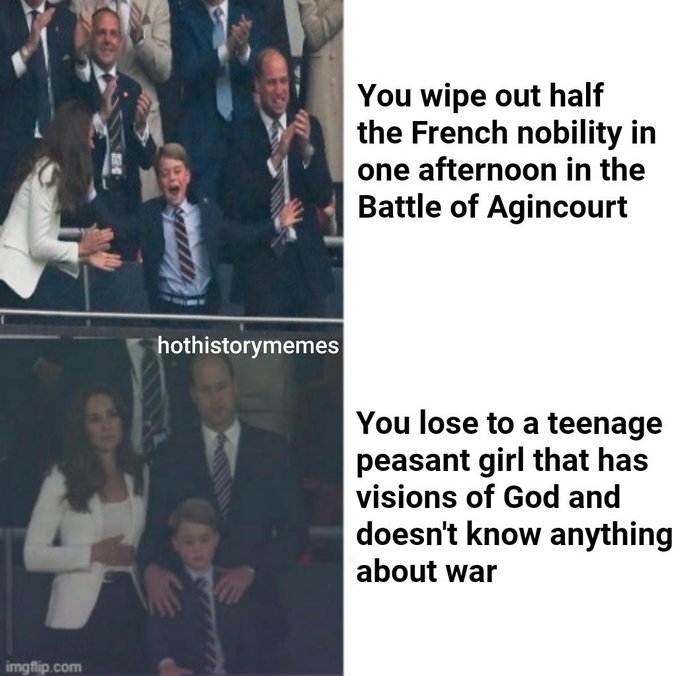 You wipe out half
the French nobility in
one afternoon in the
Battle of Agincourt
hothistorymemes
You lose to a teenage
peasant girl that has
visions of God and
doesn't know anything
about war
imgflip.com